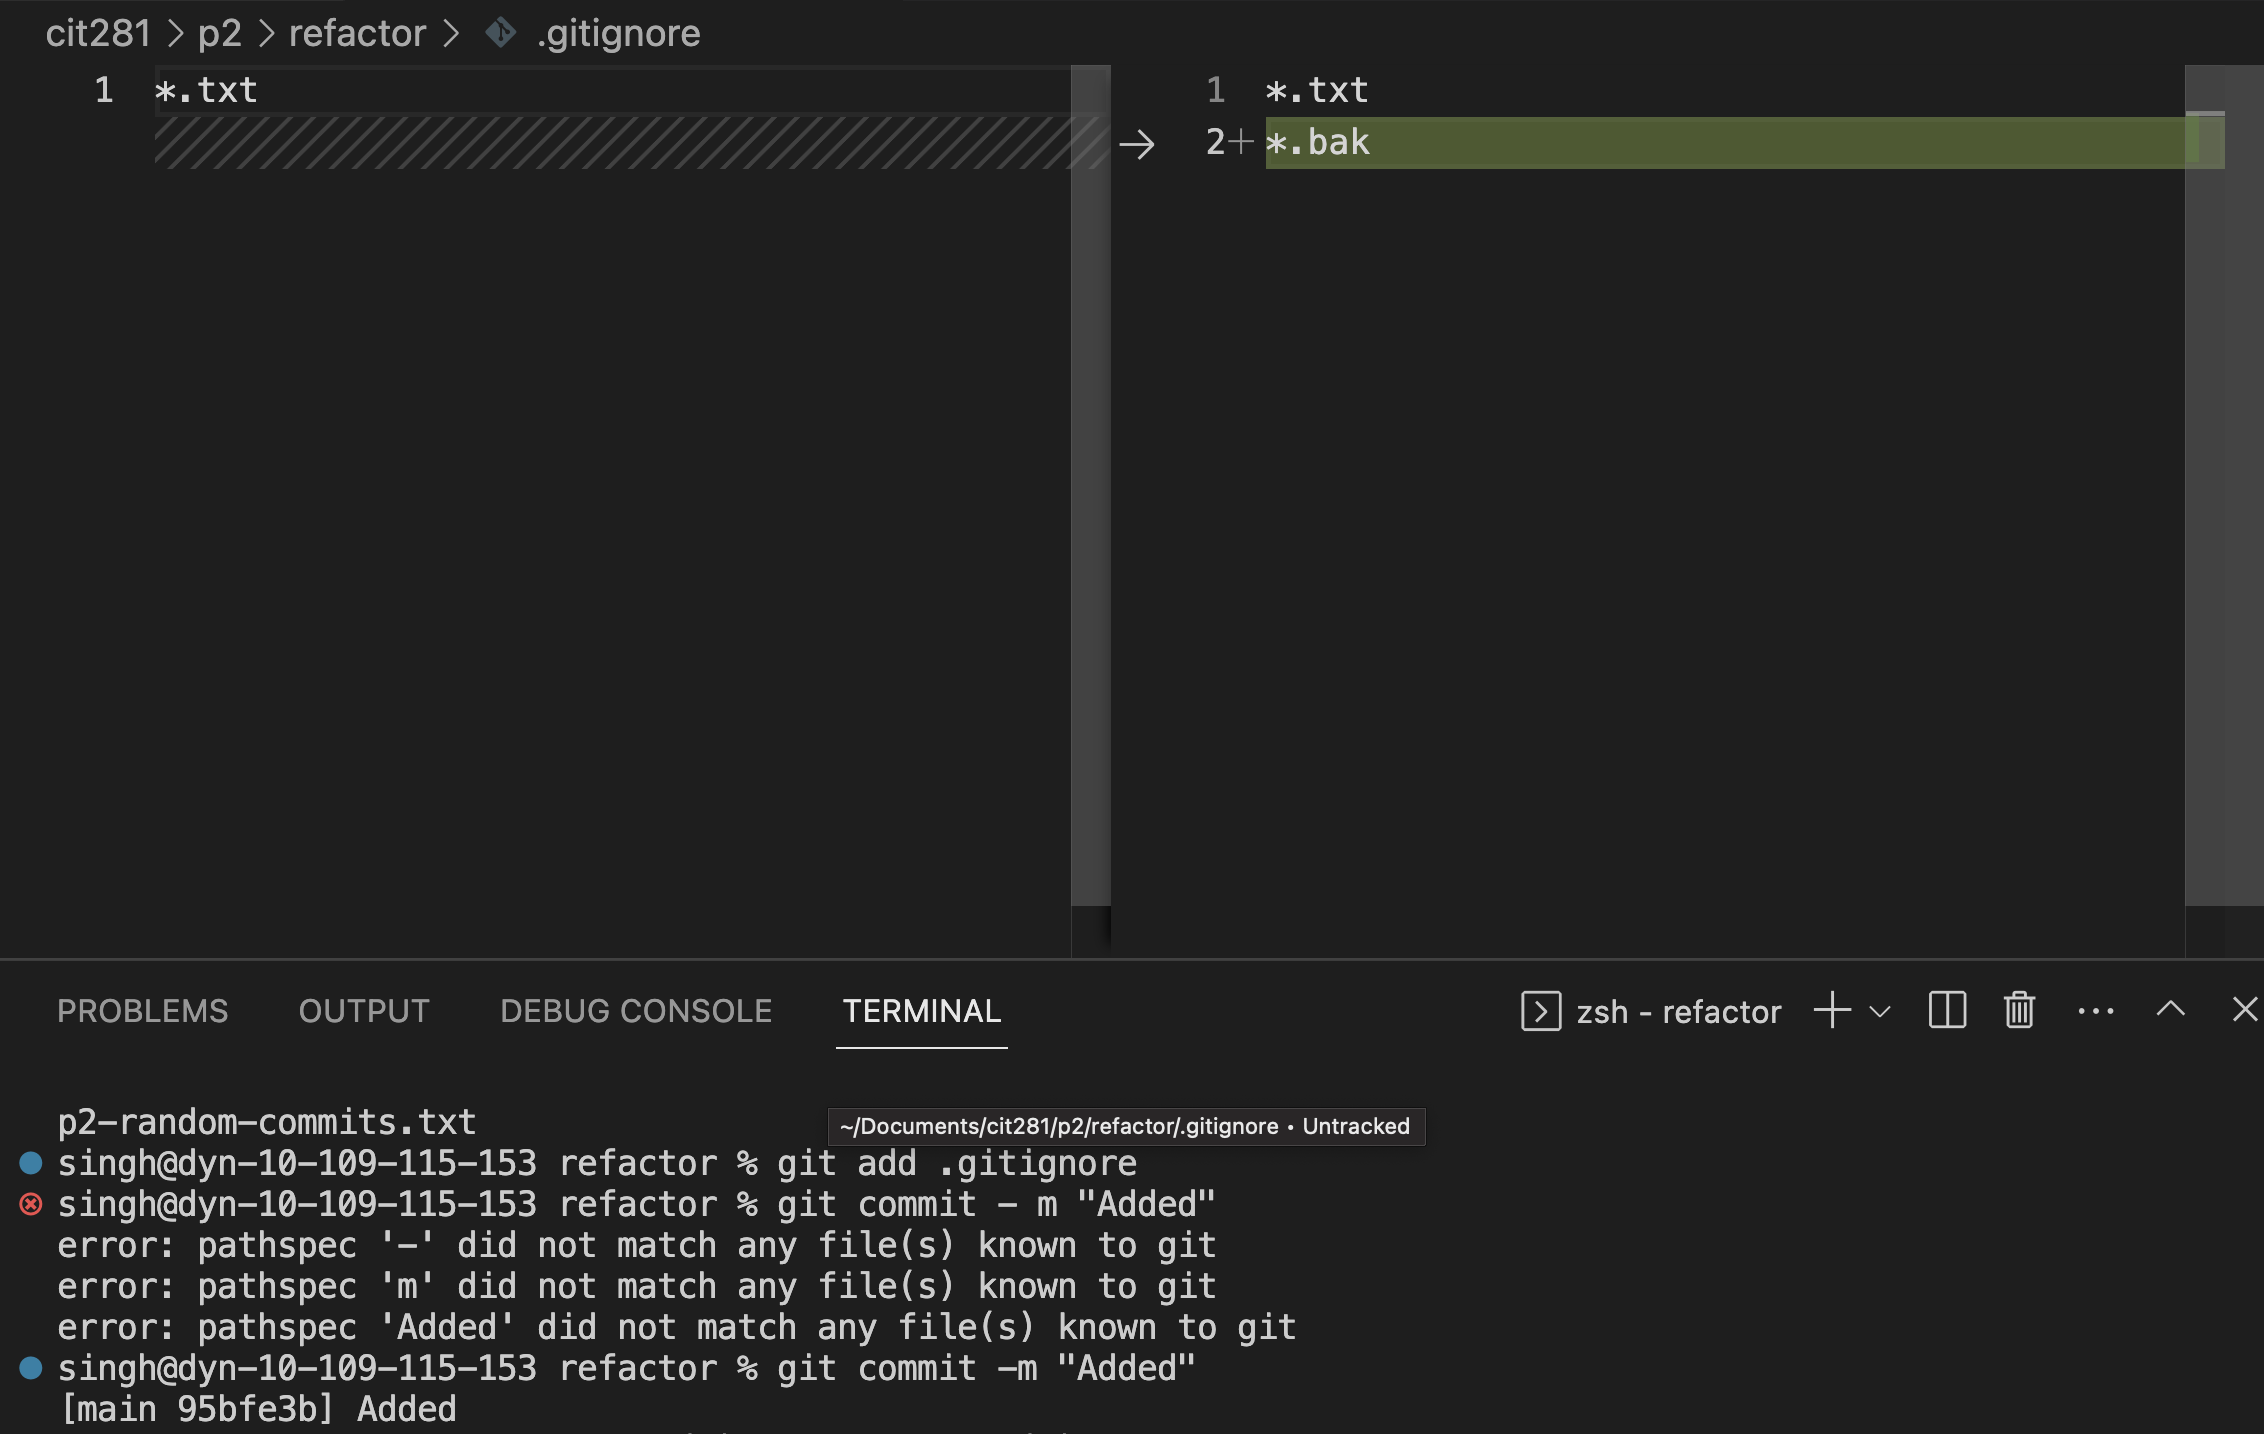 cit281 > p2 > refactor > .gitignore
1 *.txt
1 *.txt
2+ *.bak
PROBLEMS OUTPUT DEBUG CONSOLE TERMINAL zsh - refactor
p2-random-commits.txt
~/Documents/cit281/p2/refactor/.gitignore • Untracked
singh@dyn-10-109-115-153 refactor % git add .gitignore
singh@dyn-10-109-115-153 refactor % git commit - m "Added"
error: pathspec '-' did not match any file(s) known to git
error: pathspec 'm' did not match any file(s) known to git
error: pathspec 'Added' did not match any file(s) known to git
singh@dyn-10-109-115-153 refactor % git commit -m "Added"
[main 95bfe3b] Added